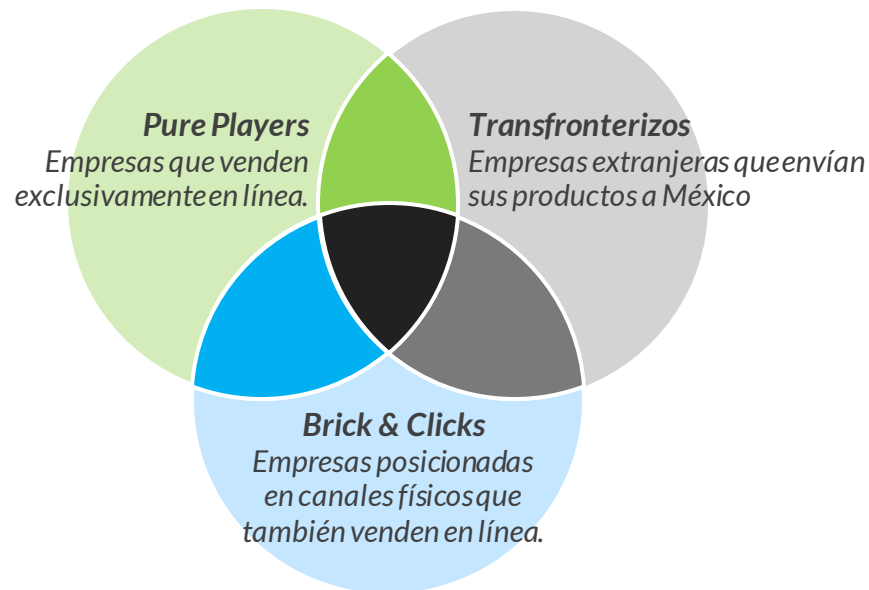 Pure Players
Empresas que venden
exclusivamente en línea.
Transfronterizos
Empresas extranjeras que envían
sus productos a México
Brick & Clicks
Empresas posicionadas
en canales físicos que
también venden en línea.